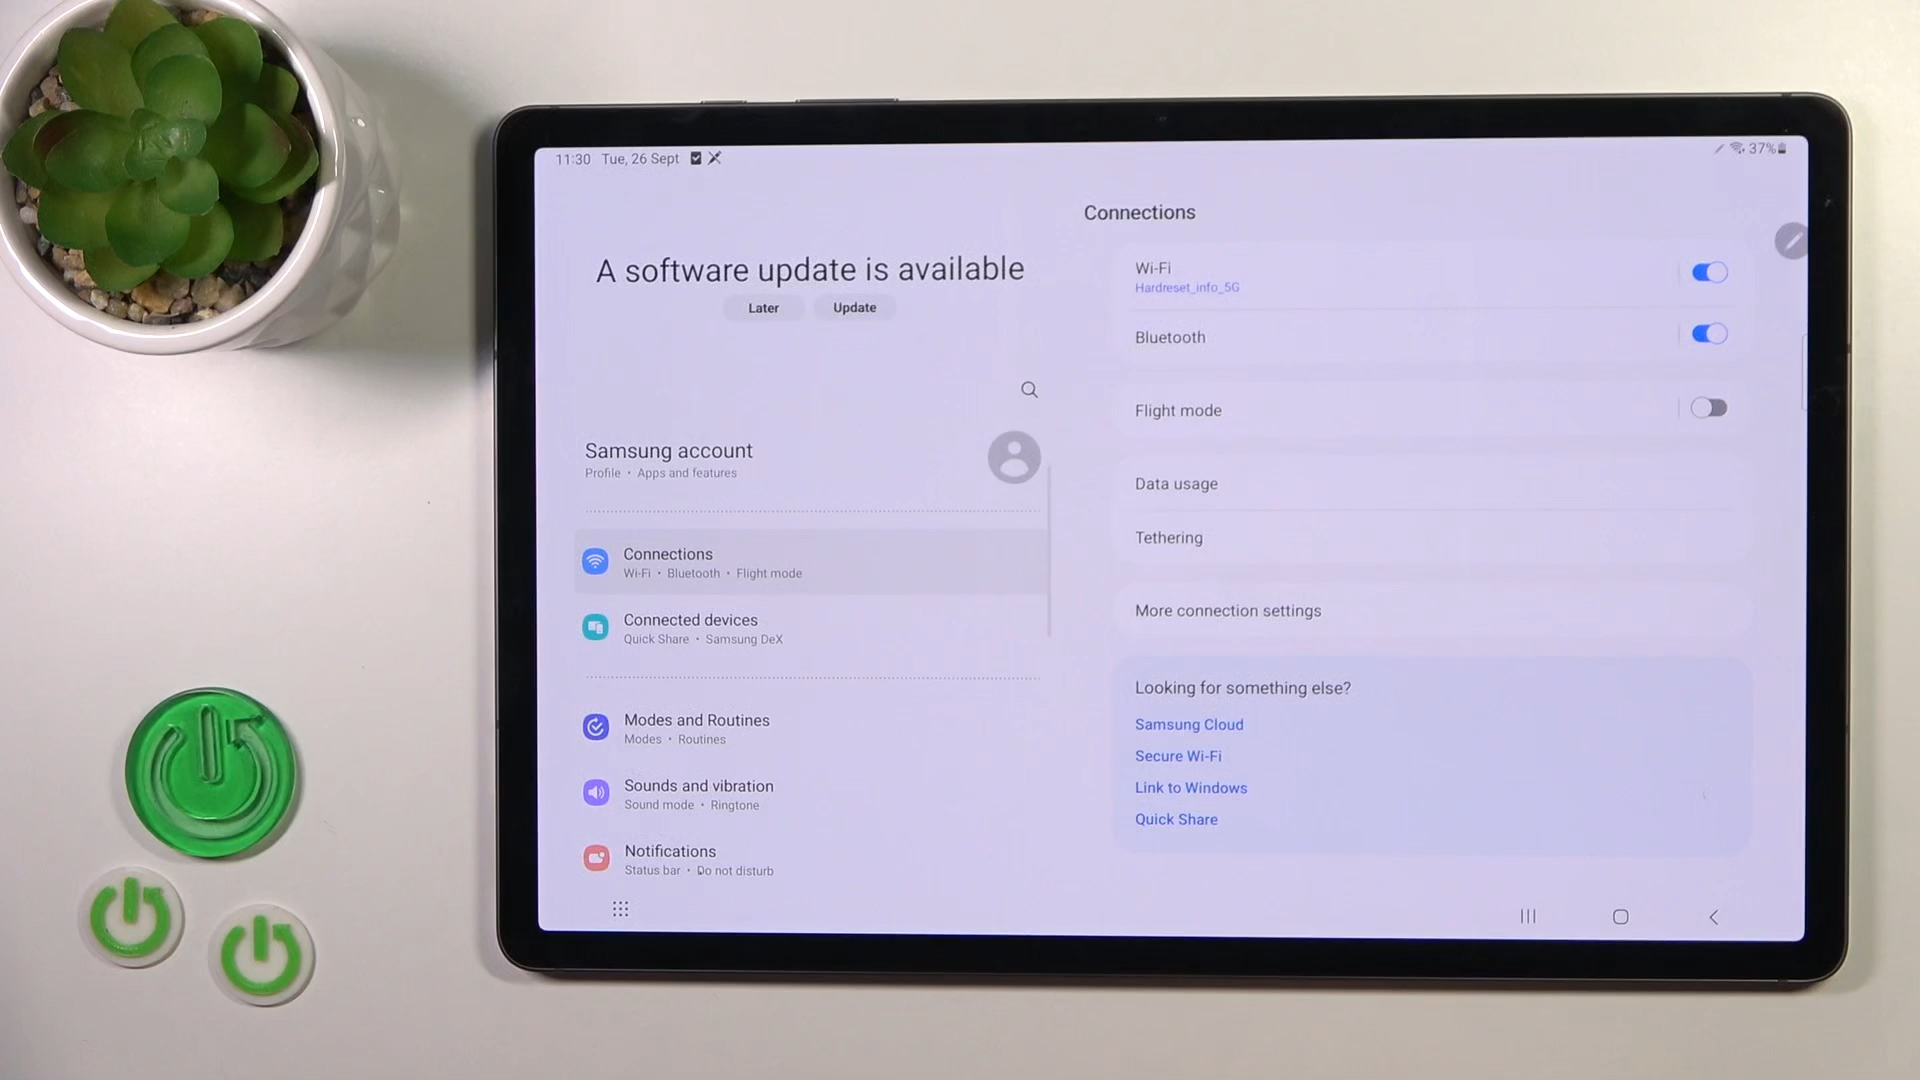 11:30 Tue, 26 Sept
37%
A software update is available
Later
Update
Samsung account
Profile • Apps and features
Connections
Wi-Fi • Bluetooth • Flight mode
Connected devices
Quick Share • Samsung DeX
Modes and Routines
Modes • Routines
Sounds and vibration
Sound mode • Ringtone
Notifications
Status bar • Do not disturb
Connections
Wi-Fi
Hardreset_info_5G
Bluetooth
Flight mode
Data usage
Tethering
More connection settings
Looking for something else?
Samsung Cloud
Secure Wi-Fi
Link to Windows
Quick Share